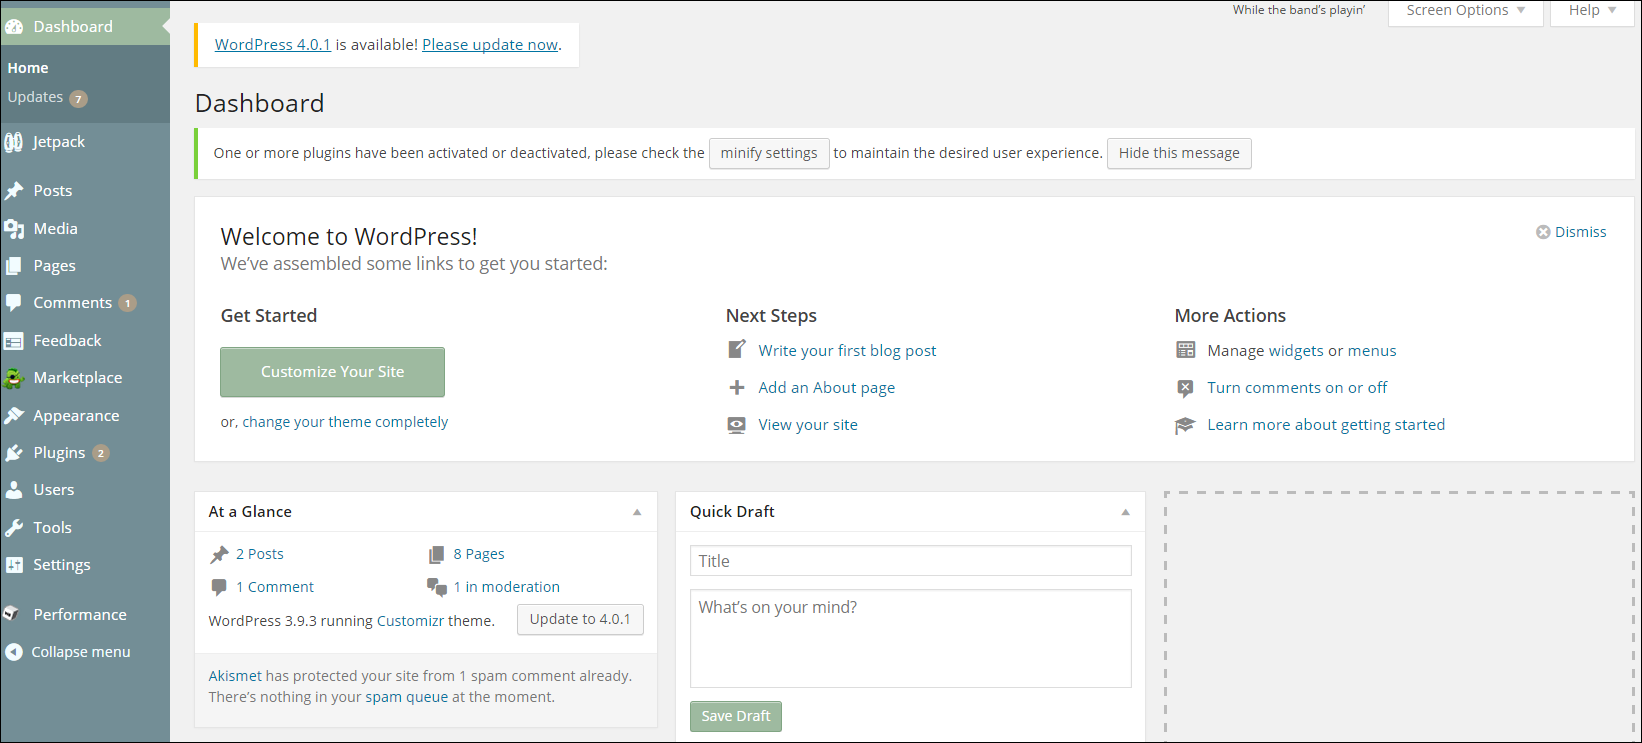 Dashboard
Home
Updates 7
Jetpack
Posts
Media
Pages
Comments 1
Feedback
Marketplace
Appearance
Plugins 2
Users
Tools
Settings
Performance
Collapse menu
While the band’s playin’
Screen Options
Help
WordPress 4.0.1 is available! Please update now.
Dashboard
One or more plugins have been activated or deactivated, please check the minify settings to maintain the desired user experience. Hide this message
Welcome to WordPress!
Dismiss
We’ve assembled some links to get you started:
Get Started
Customize Your Site
or, change your theme completely
Next Steps
Write your first blog post
Add an About page
View your site
More Actions
Manage widgets or menus
Turn comments on or off
Learn more about getting started
At a Glance
2 Posts
8 Pages
1 Comment
1 in moderation
WordPress 3.9.3 running Customizr theme.
Update to 4.0.1
Akismet has protected your site from 1 spam comment already.
There’s nothing in your spam queue at the moment.
Quick Draft
Title
What’s on your mind?
Save Draft